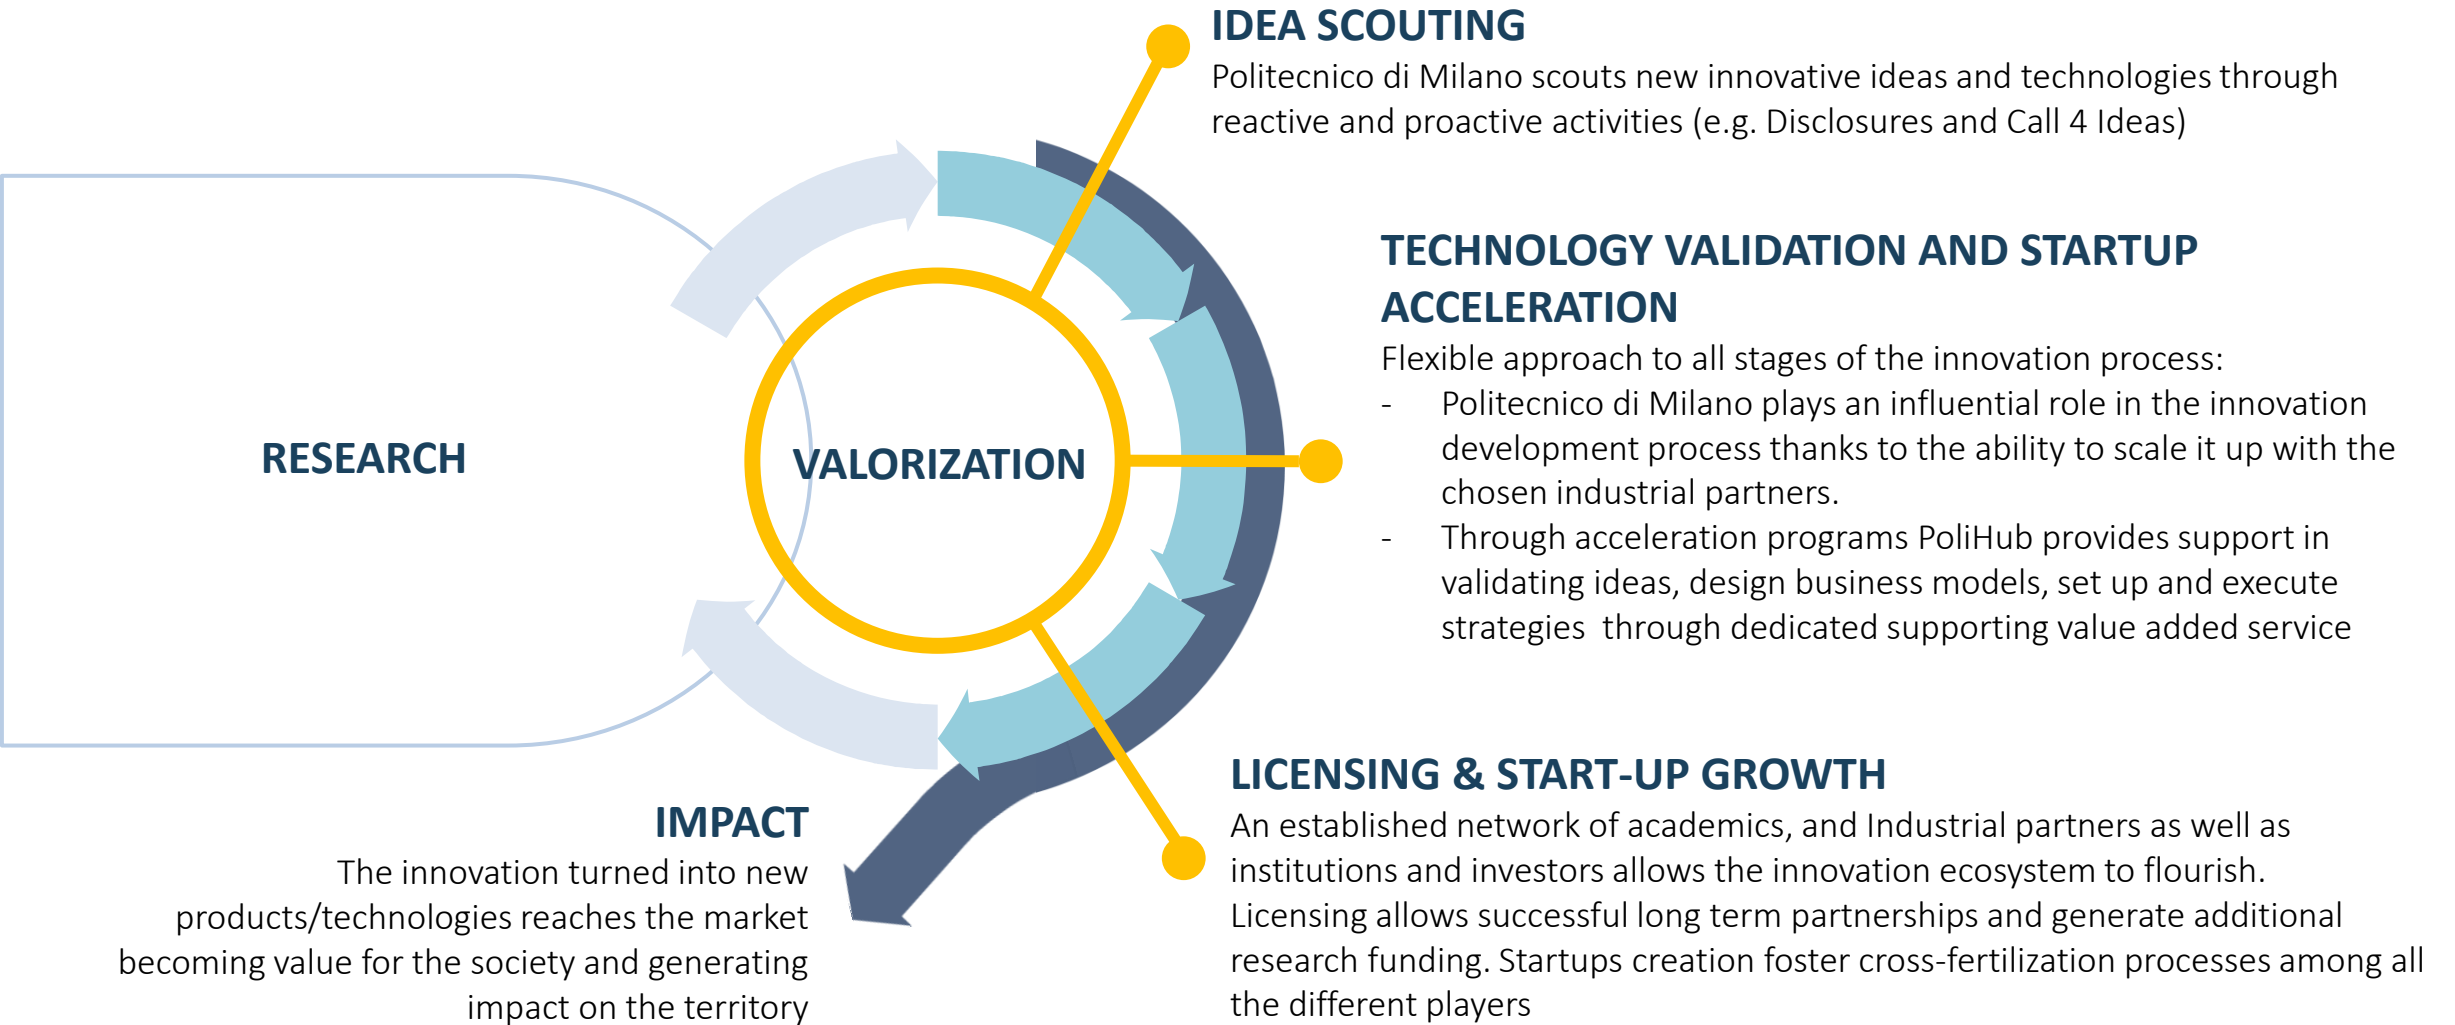 IDEA SCOUTING
Politecnico di Milano scouts new innovative ideas and technologies through
reactive and proactive activities (e.g. Disclosures and Call 4 Ideas)
TECHNOLOGY VALIDATION AND STARTUP
ACCELERATION
Flexible approach to all stages of the innovation process:
- Politecnico di Milano plays an influential role in the innovation
development process thanks to the ability to scale it up with the
chosen industrial partners.
- Through acceleration programs PoliHub provides support in
validating ideas, design business models, set up and execute
strategies  through dedicated supporting value added service
RESEARCH
VALORIZATION
LICENSING & START-UP GROWTH
An established network of academics, and Industrial partners as well as
institutions and investors allows the innovation ecosystem to flourish.
Licensing allows successful long term partnerships and generate additional
research funding. Startups creation foster cross-fertilization processes among all
the different players
IMPACT
The innovation turned into new
products/technologies reaches the market
becoming value for the society and generating
impact on the territory